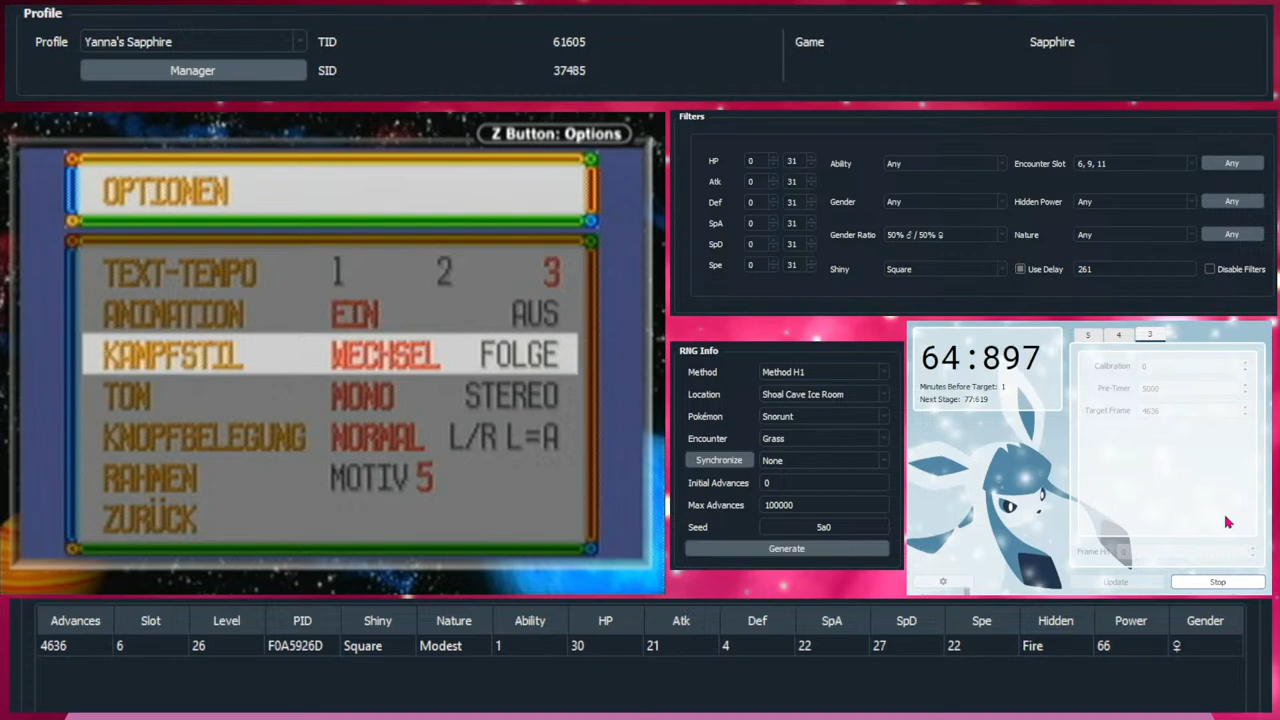 Profile
Profile Yanna's Sapphire TID 61605 Game Sapphire
Manager SID 37485
Z Button: Options
OPTIONEN
TEXT-TEMPO 1 2 3
ANIMATION EIN AUS
KAMPFSTIL WECHSEL FOLGE
TON MONO STEREO
KNOPFBELEGUNG NORMAL L/R L=A
RAHMEN MOTIV 5
ZURÜCK
Filters
HP 0 31 Ability Any Encounter Slot 6, 9, 11 Any
Atk 0 31
Def 0 31 Gender Any Hidden Power Any Any
SpA 0 31
SpD 0 31 Gender Ratio 50% ♂ / 50% ♀ Nature Any Any
Spe 0 31 Shiny Square Use Delay 261 Disable Filters
RNG Info
Method Method H1
Location Shoal Cave Ice Room
Pokémon Snorunt
Encounter Grass
Synchronize None
Initial Advances 0
Max Advances 100000
Seed 5a0
Generate
64:897
Minutes Before Target: 1
Next Stage: 77:619
5 4 3
Calibration 0
Pre-Timer 5000
Target Frame 4636
Frame Hit 0
Update Stop
Advances Slot Level PID Shiny Nature Ability HP Atk Def SpA SpD Spe Hidden Power Gender
4636 6 26 F0A5926D Square Modest 1 30 21 4 22 27 22 Fire 66 ♀